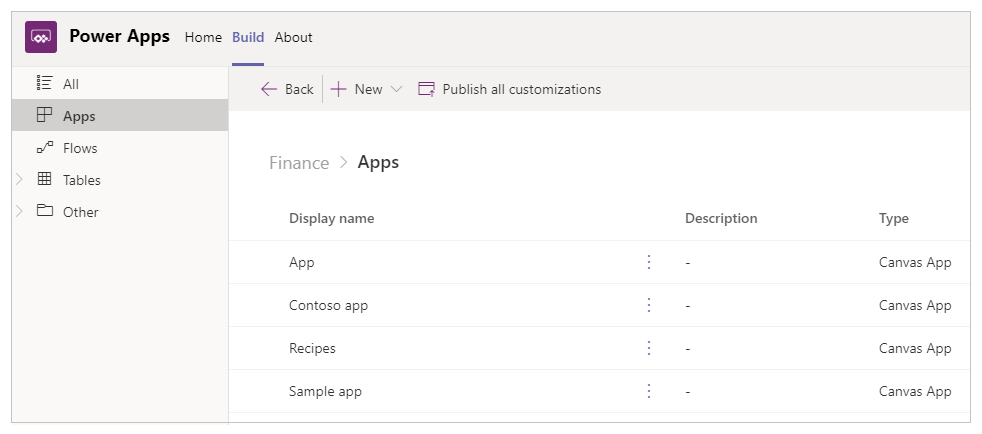 Power Apps Home Build About
All
Apps
Flows
Tables
Other
Back New Publish all customizations
Finance > Apps
Display name Description Type
App - Canvas App
Contoso app - Canvas App
Recipes - Canvas App
Sample app - Canvas App